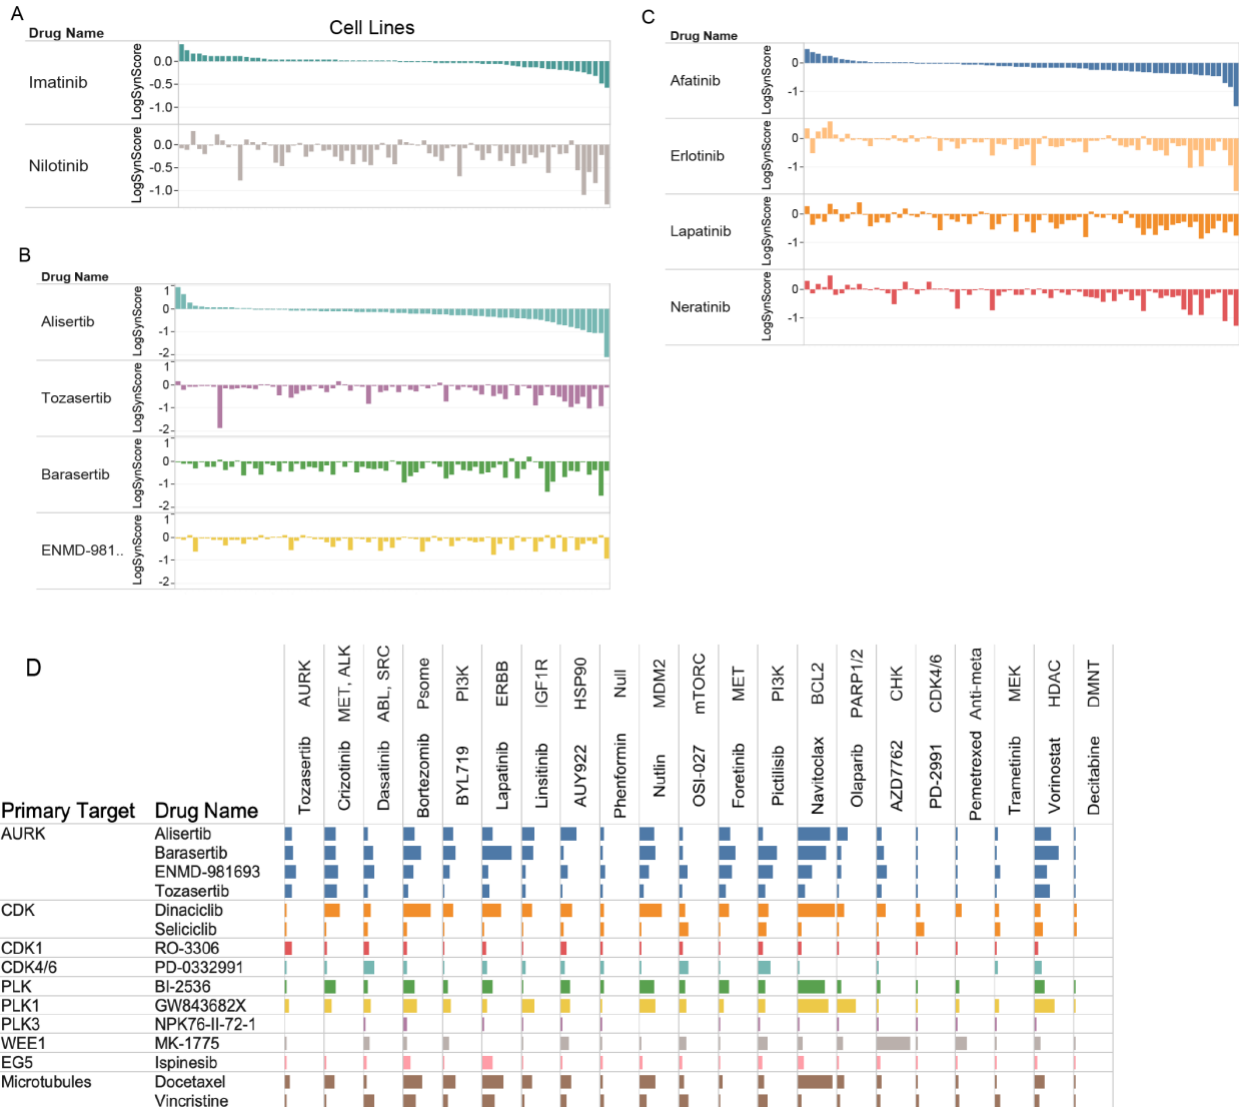 A
Drug Name
Cell Lines
Imatinib
LogSynScore
0.0
-0.5
-1.0
Nilotinib
LogSynScore
0.0
-0.5
-1.0
B
Drug Name
Alisertib
LogSynScore
1
0
-1
-2
Tozasertib
LogSynScore
1
0
-1
-2
Barasertib
LogSynScore
1
0
-1
-2
ENMD-981..
LogSynScore
1
0
-1
-2
C
Drug Name
Afatinib
LogSynScore
0
-1
Erlotinib
LogSynScore
0
-1
Lapatinib
LogSynScore
0
-1
Neratinib
LogSynScore
0
-1
D
Primary Target Drug Name
Tozasertib AURK
Crizotinib MET, ALK
Dasatinib ABL, SRC
Bortezomib Psome
BYL719 PI3K
Lapatinib ERBB
Linsitinib IGF1R
AUY922 HSP90
Phenformin Null
Nutlin MDM2
OSI-027 mTORC
Foretinib MET
Pictilisib PI3K
Navitoclax BCL2
Olaparib PARP1/2
AZD7762 CHK
PD-2991 CDK4/6
Pemetrexed Anti-meta
Trametinib MEK
Vorinostat HDAC
Decitabine DMNT
AURK Alisertib
Barasertib
ENMD-981693
Tozasertib
CDK Dinaciclib
Seliciclib
CDK1 RO-3306
CDK4/6 PD-0332991
PLK BI-2536
PLK1 GW843682X
PLK3 NPK76-II-72-1
WEE1 MK-1775
EG5 Ispinesib
Microtubules Docetaxel
Vincristine